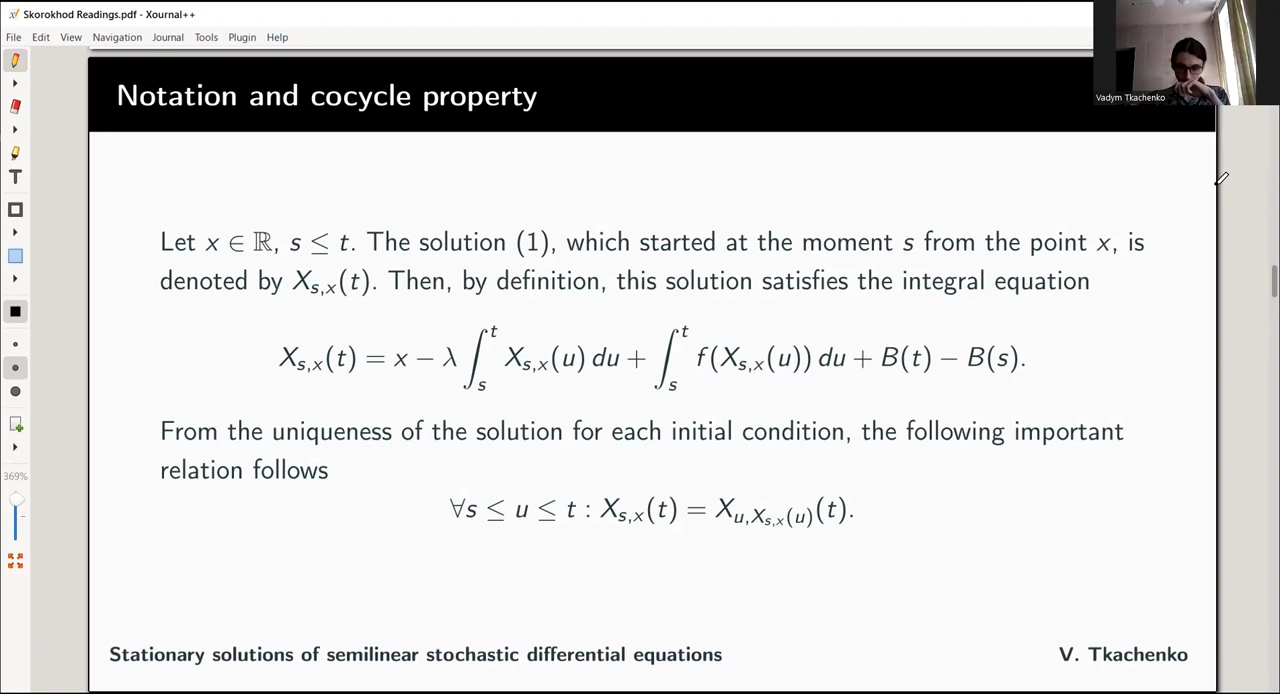 Skorokhod Readings.pdf - Xournal++
File Edit View Navigation Journal Tools Plugin Help
Vadym Tkachenko
Notation and cocycle property
Let x ∈ ℝ, s ≤ t. The solution (1), which started at the moment s from the point x, is
denoted by X_{s,x}(t). Then, by definition, this solution satisfies the integral equation
X_{s,x}(t) = x − λ ∫_s^t X_{s,x}(u) du + ∫_s^t f(X_{s,x}(u)) du + B(t) − B(s).
From the uniqueness of the solution for each initial condition, the following important
relation follows
∀s ≤ u ≤ t : X_{s,x}(t) = X_{u,X_{s,x}(u)}(t).
369%
Stationary solutions of semilinear stochastic differential equations V. Tkachenko